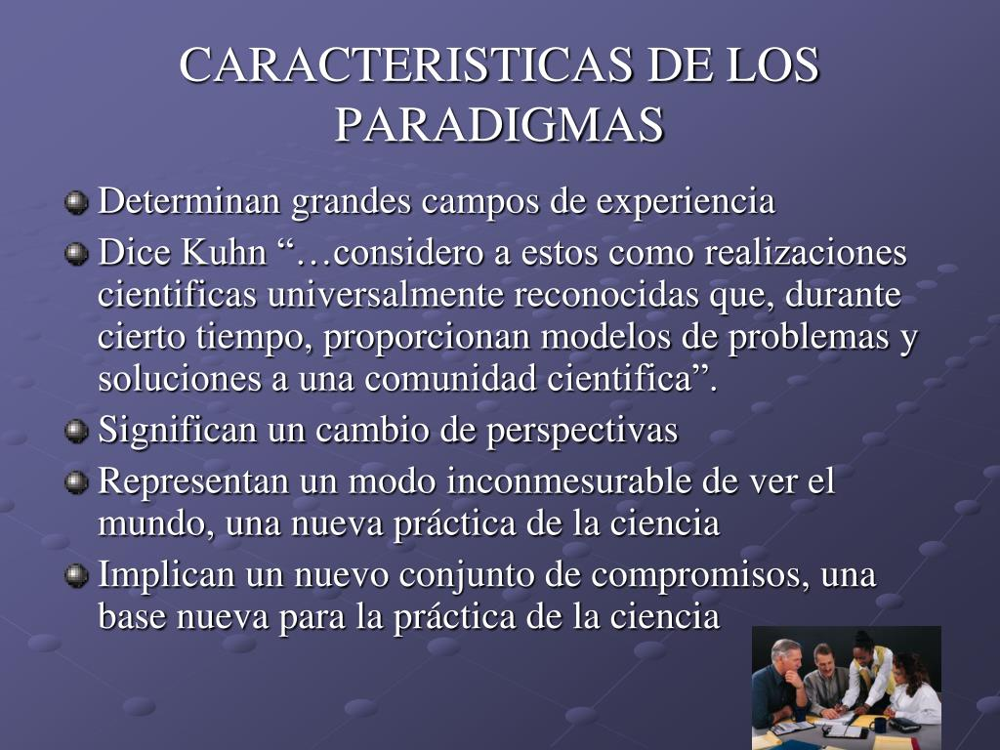 CARACTERISTICAS DE LOS
PARADIGMAS
Determinan grandes campos de experiencia
Dice Kuhn “…considero a estos como realizaciones
cientificas universalmente reconocidas que, durante
cierto tiempo, proporcionan modelos de problemas y
soluciones a una comunidad cientifica”.
Significan un cambio de perspectivas
Representan un modo inconmesurable de ver el
mundo, una nueva práctica de la ciencia
Implican un nuevo conjunto de compromisos, una
base nueva para la práctica de la ciencia